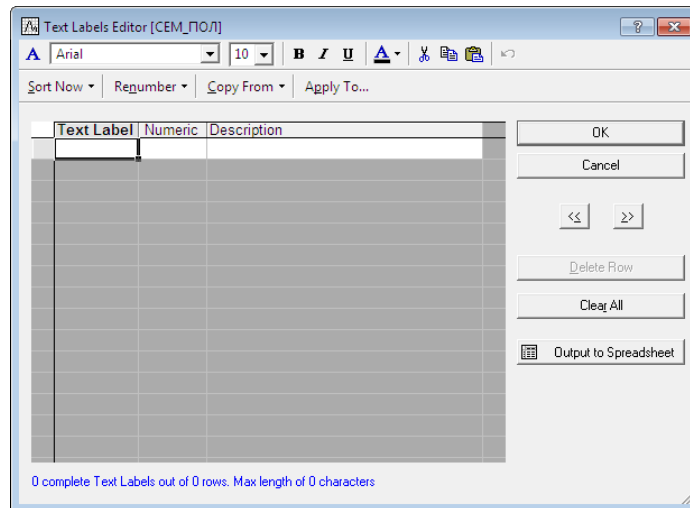 Text Labels Editor [СЕМ_ПОЛ]
A Arial 10 B I U A
Sort Now Renumber Copy From Apply To...
Text Label Numeric Description
OK
Cancel
<< >>
Delete Row
Clear All
Output to Spreadsheet
0 complete Text Labels out of 0 rows. Max length of 0 characters